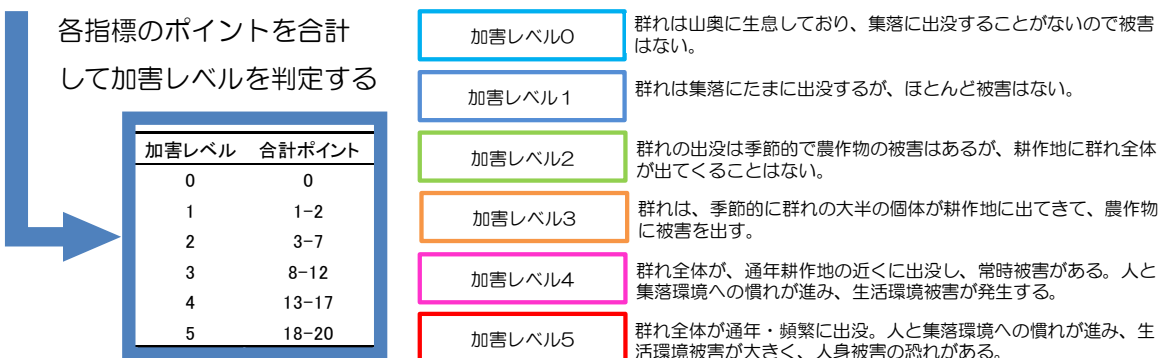 各指標のポイントを合計
して加害レベルを判定する
加害レベル 合計ポイント
0 0
1 1-2
2 3-7
3 8-12
4 13-17
5 18-20
加害レベル0
群れは山奥に生息しており、集落に出没することがないので被害
はない。
加害レベル1
群れは集落にたまに出没するが、ほとんど被害はない。
加害レベル2
群れの出没は季節的で農作物の被害はあるが、耕作地に群れ全体
が出てくることはない。
加害レベル3
群れは、季節的に群れの大半の個体が耕作地に出てきて、農作物
に被害を出す。
加害レベル4
群れ全体が、通年耕作地の近くに出没し、常時被害がある。人と
集落環境への慣れが進み、生活環境被害が発生する。
加害レベル5
群れ全体が通年・頻繁に出没。人と集落環境への慣れが進み、生
活環境被害が大きく、人身被害の恐れがある。